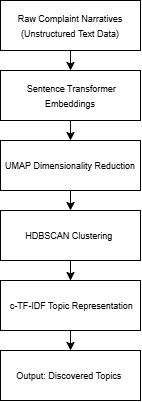 Raw Complaint Narratives
(Unstructured Text Data)
Sentence Transformer
Embeddings
UMAP Dimensionality Reduction
HDBSCAN Clustering
c-TF-IDF Topic Representation
Output: Discovered Topics